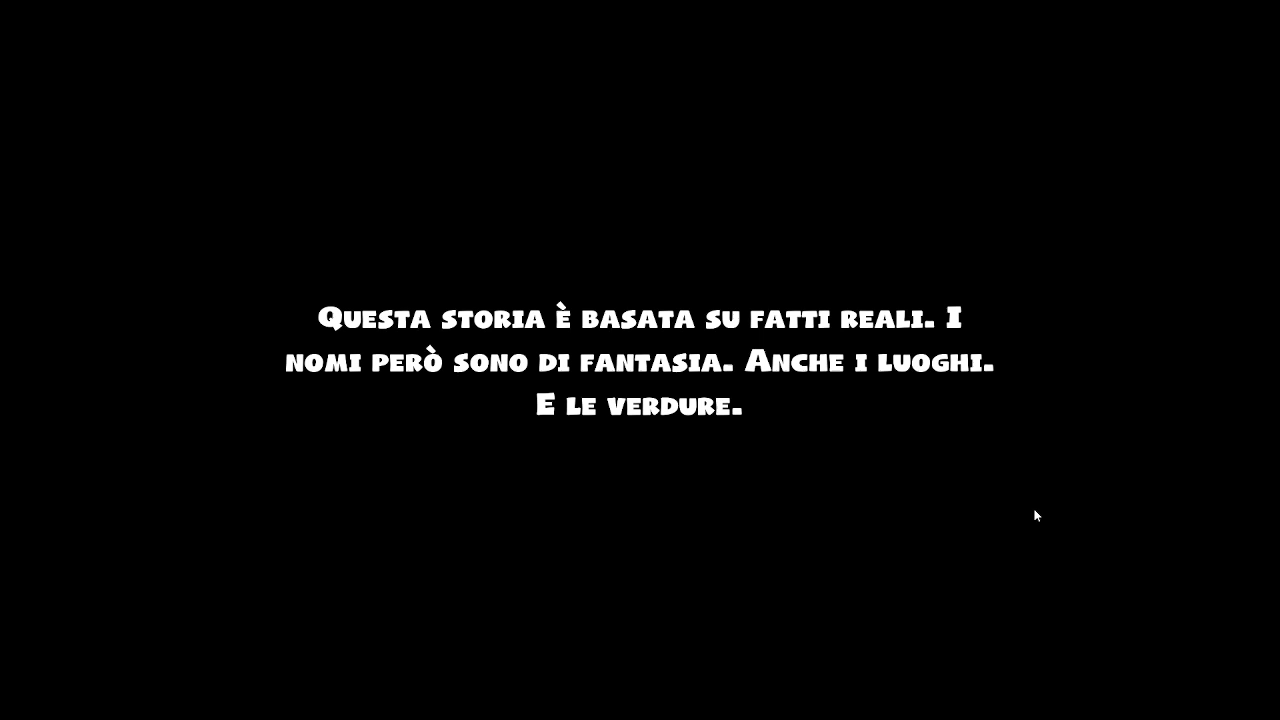 Questa storia è basata su fatti reali. I
nomi però sono di fantasia. Anche i luoghi.
E le verdure.